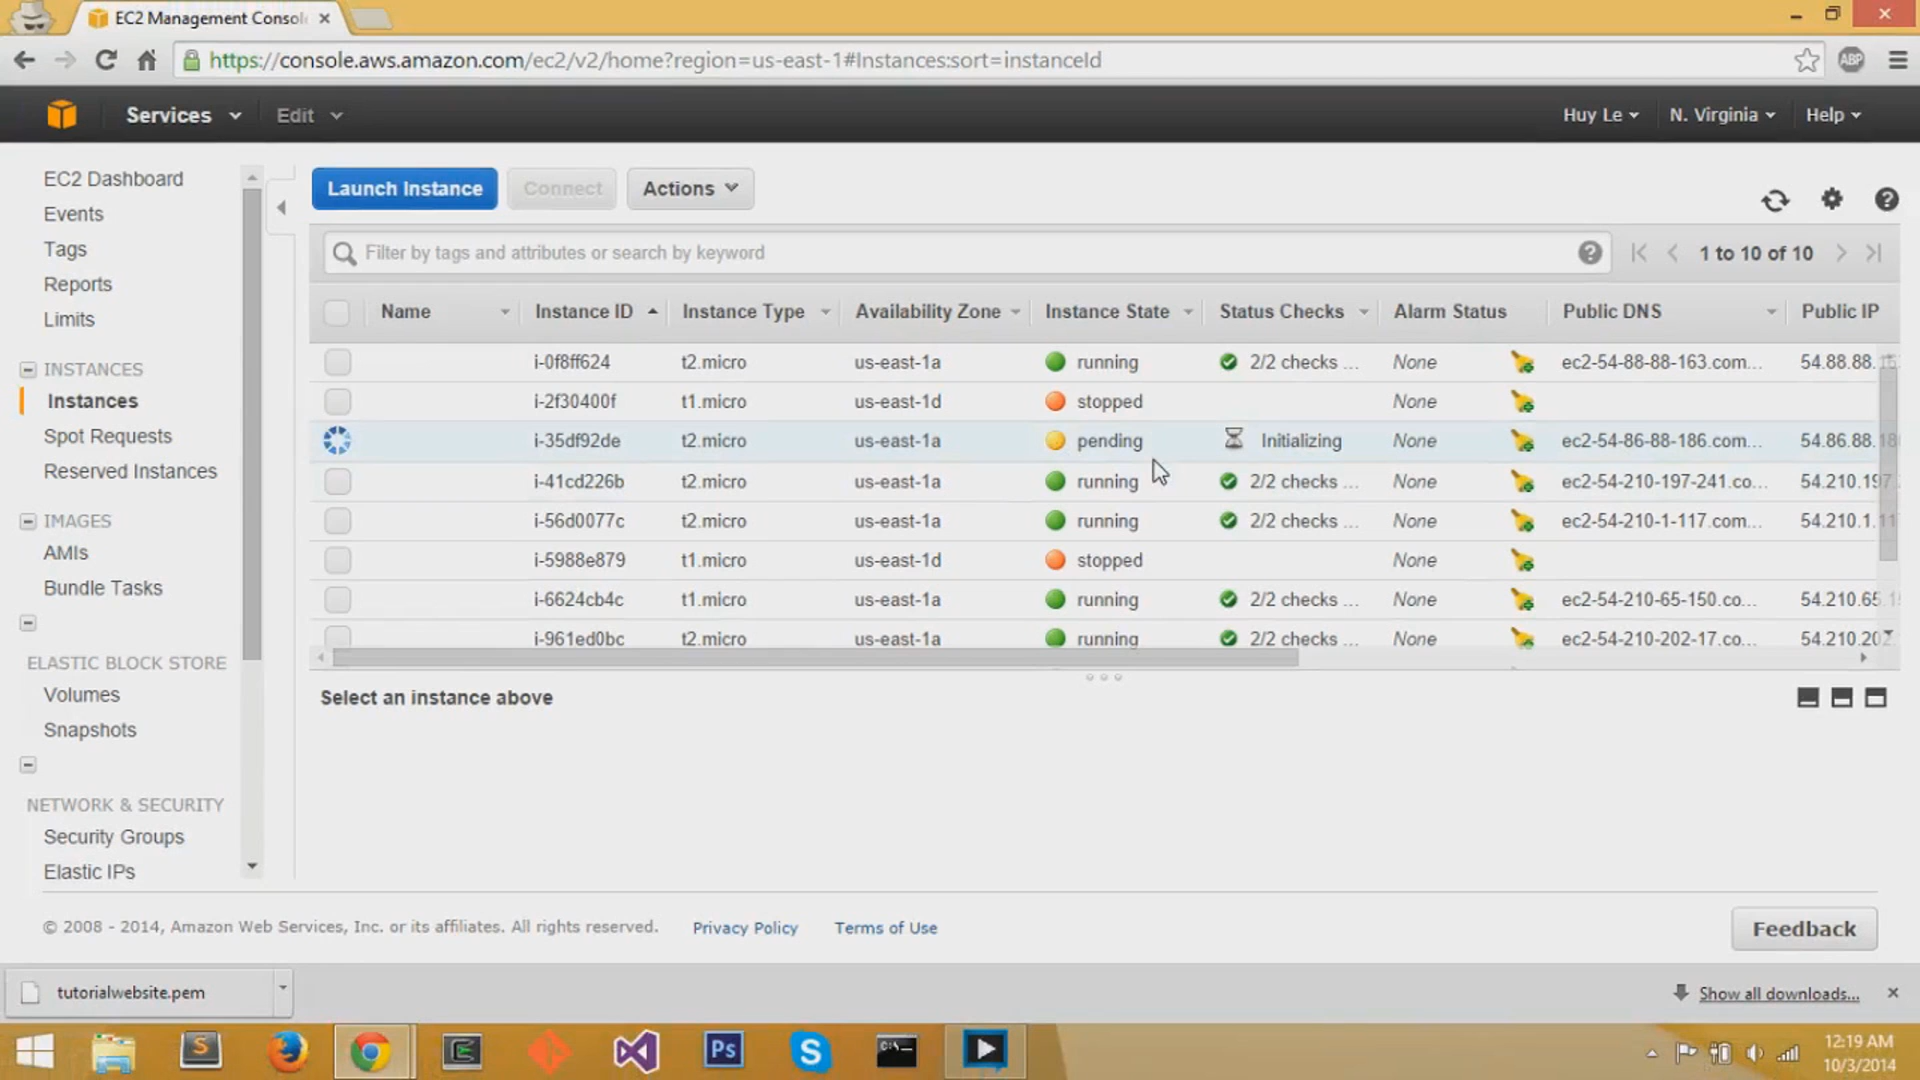 EC2 Management Consol
https://console.aws.amazon.com/ec2/v2/home?region=us-east-1#Instances:sort=instanceId
ABP
Services Edit Huy Le N. Virginia Help
EC2 Dashboard
Events
Tags
Reports
Limits
INSTANCES
Instances
Spot Requests
Reserved Instances
IMAGES
AMIs
Bundle Tasks
ELASTIC BLOCK STORE
Volumes
Snapshots
NETWORK & SECURITY
Security Groups
Elastic IPs
Launch Instance Connect Actions
Filter by tags and attributes or search by keyword 1 to 10 of 10
Name Instance ID Instance Type Availability Zone Instance State Status Checks Alarm Status Public DNS Public IP
i-0f8ff624 t2.micro us-east-1a running 2/2 checks ... None ec2-54-88-88-163.com... 54.88.88.
i-2f30400f t1.micro us-east-1d stopped None
i-35df92de t2.micro us-east-1a pending Initializing None ec2-54-86-88-186.com... 54.86.88.
i-41cd226b t2.micro us-east-1a running 2/2 checks ... None ec2-54-210-197-241.co... 54.210.197
i-56d0077c t2.micro us-east-1a running 2/2 checks ... None ec2-54-210-1-117.com... 54.210.1.
i-5988e879 t1.micro us-east-1d stopped None
i-6624cb4c t1.micro us-east-1a running 2/2 checks ... None ec2-54-210-65-150.co... 54.210.65.
i-961ed0bc t2.micro us-east-1a running 2/2 checks ... None ec2-54-210-202-17.co... 54.210.202
Select an instance above
© 2008 - 2014, Amazon Web Services, Inc. or its affiliates. All rights reserved. Privacy Policy Terms of Use
Feedback
tutorialwebsite.pem
Show all downloads...
Ps
12:19 AM
10/3/2014